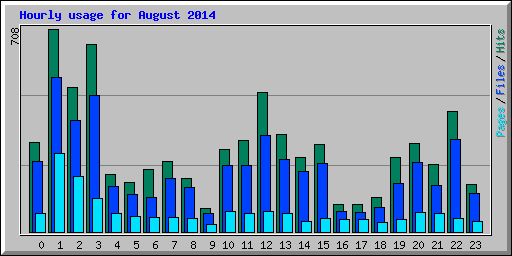 Hourly usage for August 2014
708
Pages/Files/Hits
0 1 2 3 4 5 6 7 8 9 10 11 12 13 14 15 16 17 18 19 20 21 22 23